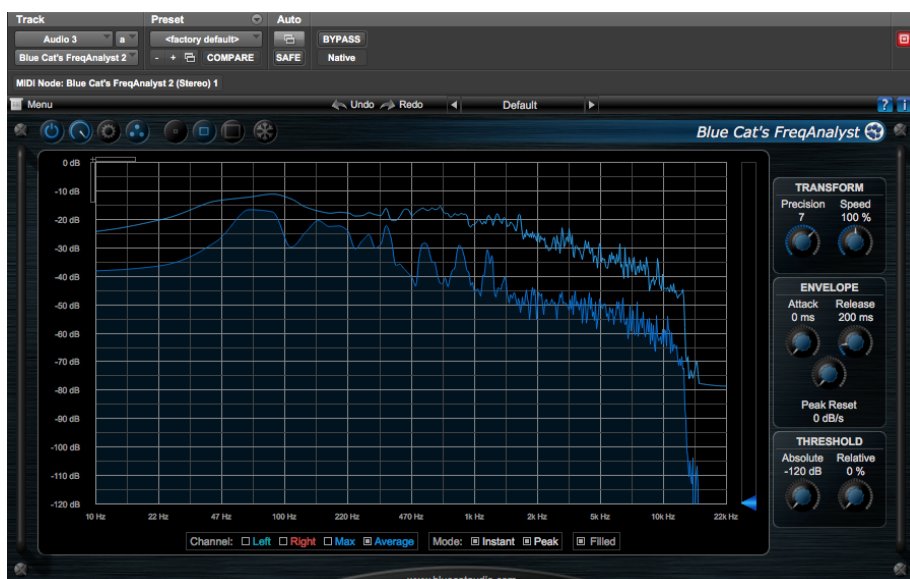 Track Preset Auto
Audio 3 a <factory default> BYPASS
Blue Cat's FreqAnalyst 2 - + COMPARE SAFE Native
MIDI Node: Blue Cat's FreqAnalyst 2 (Stereo) 1
Menu Undo Redo Default ? i
Blue Cat's FreqAnalyst
0 dB
-10 dB
-20 dB
-30 dB
-40 dB
-50 dB
-60 dB
-70 dB
-80 dB
-90 dB
-100 dB
-110 dB
-120 dB
10 Hz 22 Hz 47 Hz 100 Hz 220 Hz 470 Hz 1k Hz 2k Hz 5k Hz 10k Hz 22k Hz
Channel: Left Right Max Average Mode: Instant Peak Filled
TRANSFORM
Precision Speed
7 100 %
ENVELOPE
Attack Release
0 ms 200 ms
Peak Reset
0 dB/s
THRESHOLD
Absolute Relative
-120 dB 0 %